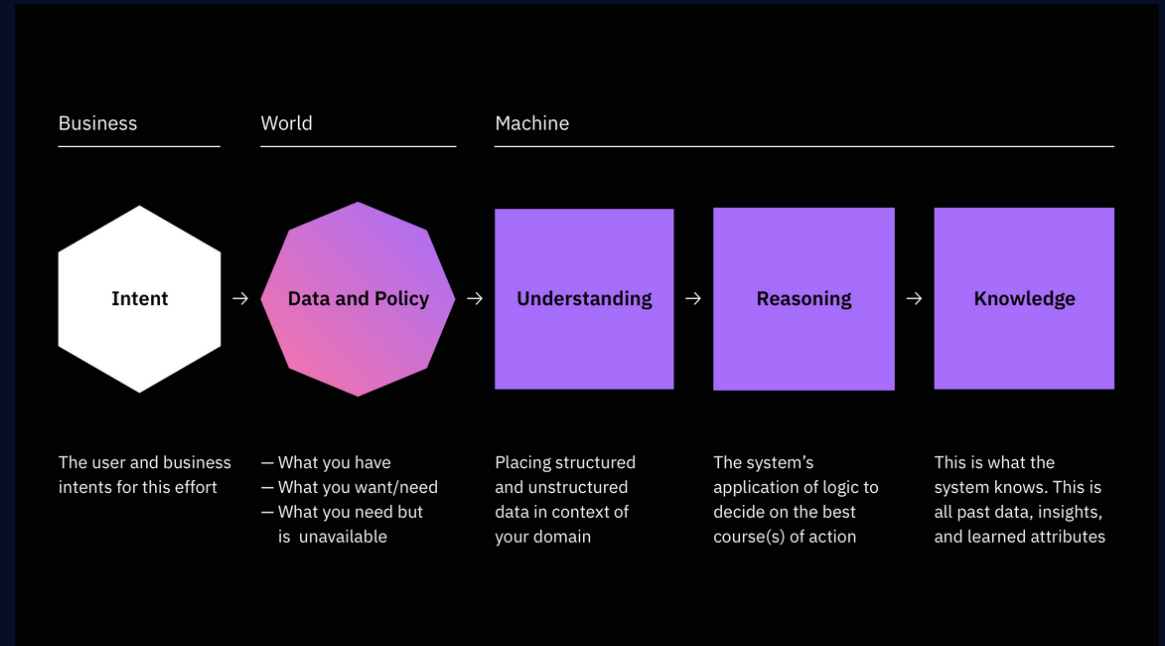 Business
World
Machine
Intent
→
Data and Policy
→
Understanding
→
Reasoning
→
Knowledge
The user and business
intents for this effort
— What you have
— What you want/need
— What you need but
is unavailable
Placing structured
and unstructured
data in context of
your domain
The system’s
application of logic to
decide on the best
course(s) of action
This is what the
system knows. This is
all past data, insights,
and learned attributes